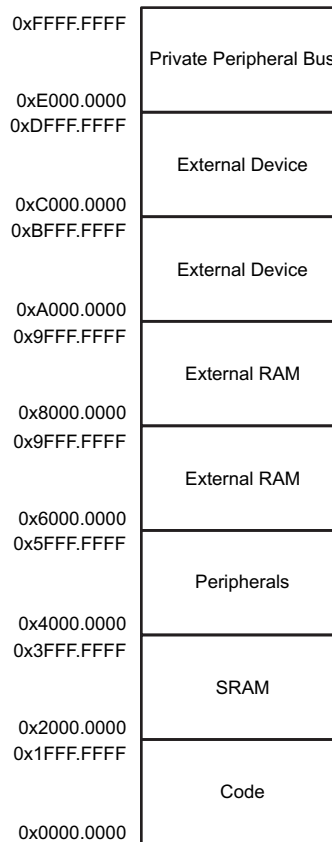 0xFFFF.FFFF
Private Peripheral Bus
0xE000.0000
0xDFFF.FFFF
External Device
0xC000.0000
0xBFFF.FFFF
External Device
0xA000.0000
0x9FFF.FFFF
External RAM
0x8000.0000
0x9FFF.FFFF
External RAM
0x6000.0000
0x5FFF.FFFF
Peripherals
0x4000.0000
0x3FFF.FFFF
SRAM
0x2000.0000
0x1FFF.FFFF
Code
0x0000.0000